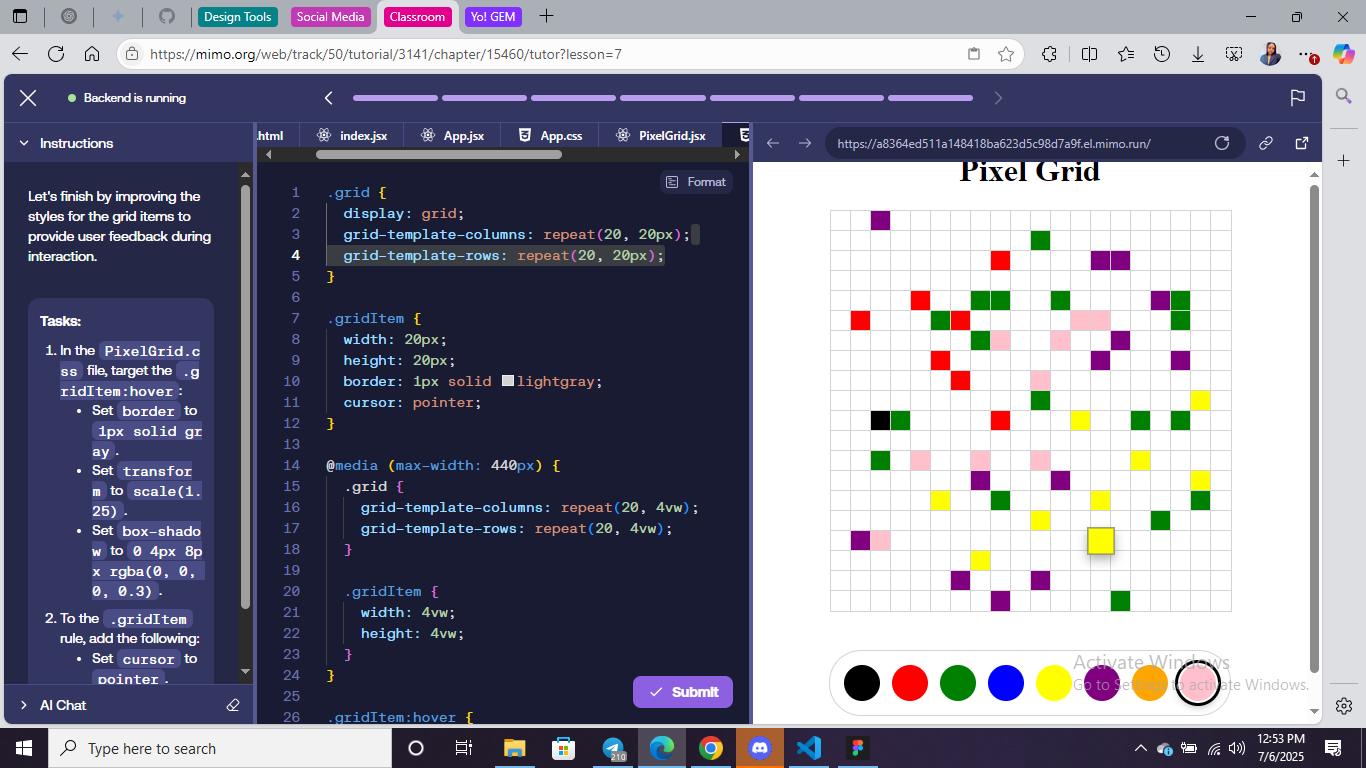 Design Tools
Social Media
Classroom
Yo! GEM
https://mimo.org/web/track/50/tutorial/3141/chapter/15460/tutor?lesson=7
Backend is running
Instructions
Let's finish by improving the
styles for the grid items to
provide user feedback during
interaction.
Tasks:
1. In the PixelGrid.c
ss file, target the .g
ridItem:hover :
• Set border to
1px solid gr
ay .
• Set transfor
m to scale(1.
25) .
• Set box-shado
w to 0 4px 8p
x rgba(0, 0,
0, 0.3) .
2. To the .gridItem
rule, add the following:
• Set cursor to
pointer .
AI Chat
.html
index.jsx
App.jsx
App.css
PixelGrid.jsx
Format
1 .grid {
2 display: grid;
3 grid-template-columns: repeat(20, 20px);
4 grid-template-rows: repeat(20, 20px);
5 }
6
7 .gridItem {
8 width: 20px;
9 height: 20px;
10 border: 1px solid lightgray;
11 cursor: pointer;
12 }
13
14 @media (max-width: 440px) {
15 .grid {
16 grid-template-columns: repeat(20, 4vw);
17 grid-template-rows: repeat(20, 4vw);
18 }
19
20 .gridItem {
21 width: 4vw;
22 height: 4vw;
23 }
24 }
25
26 .gridItem:hover {
Submit
https://a8364ed511a148418ba623d5c98d7a9f.el.mimo.run/
Pixel Grid
Activate Windows
Go to Settings to activate Windows.
Type here to search
210
12:53 PM
7/6/2025